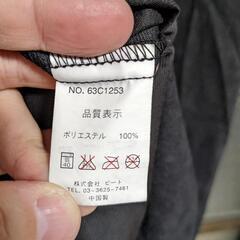 NO. 63C1253
品質表示
ポリエステル 100%
40
株式会社 ビート
TEL. 03-3625-7461
中国製